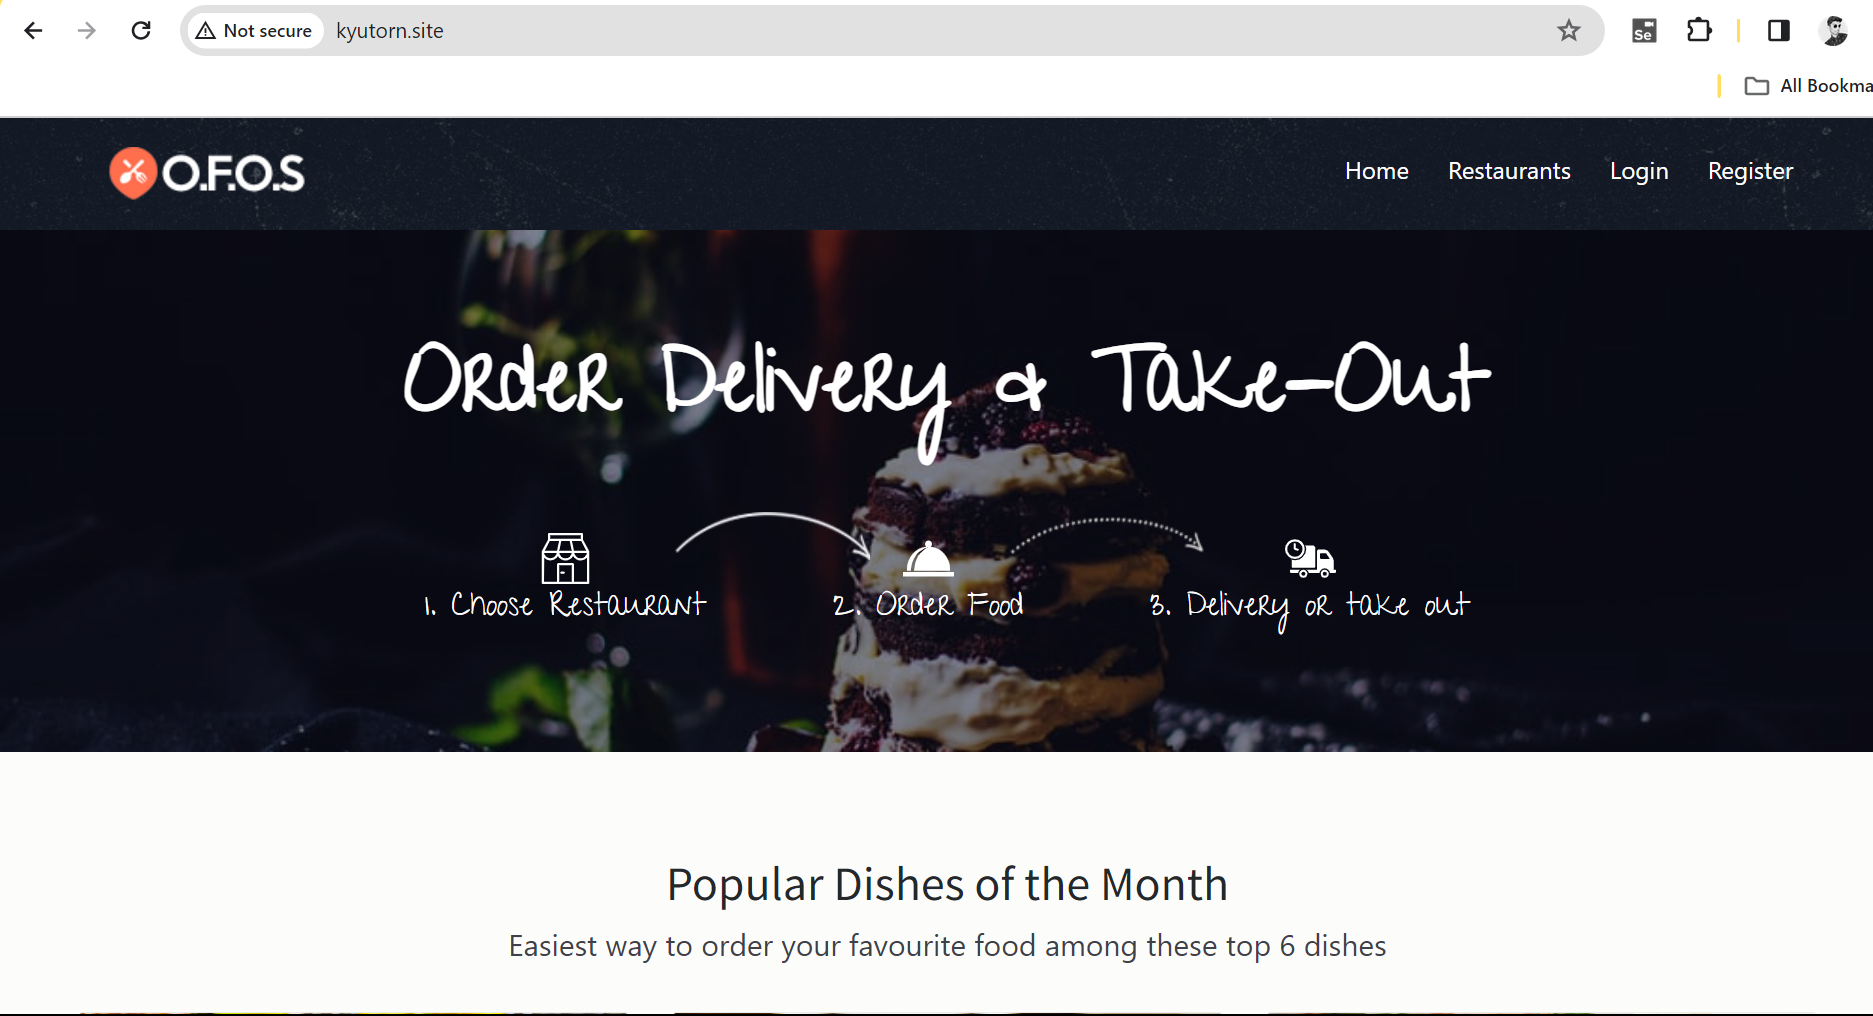 Not secure
kyutorn.site
Se
All Bookma
O.F.O.S
Home Restaurants Login Register
Order Delivery & Take-Out
1. Choose Restaurant
2. Order Food
3. Delivery or take out
Popular Dishes of the Month
Easiest way to order your favourite food among these top 6 dishes